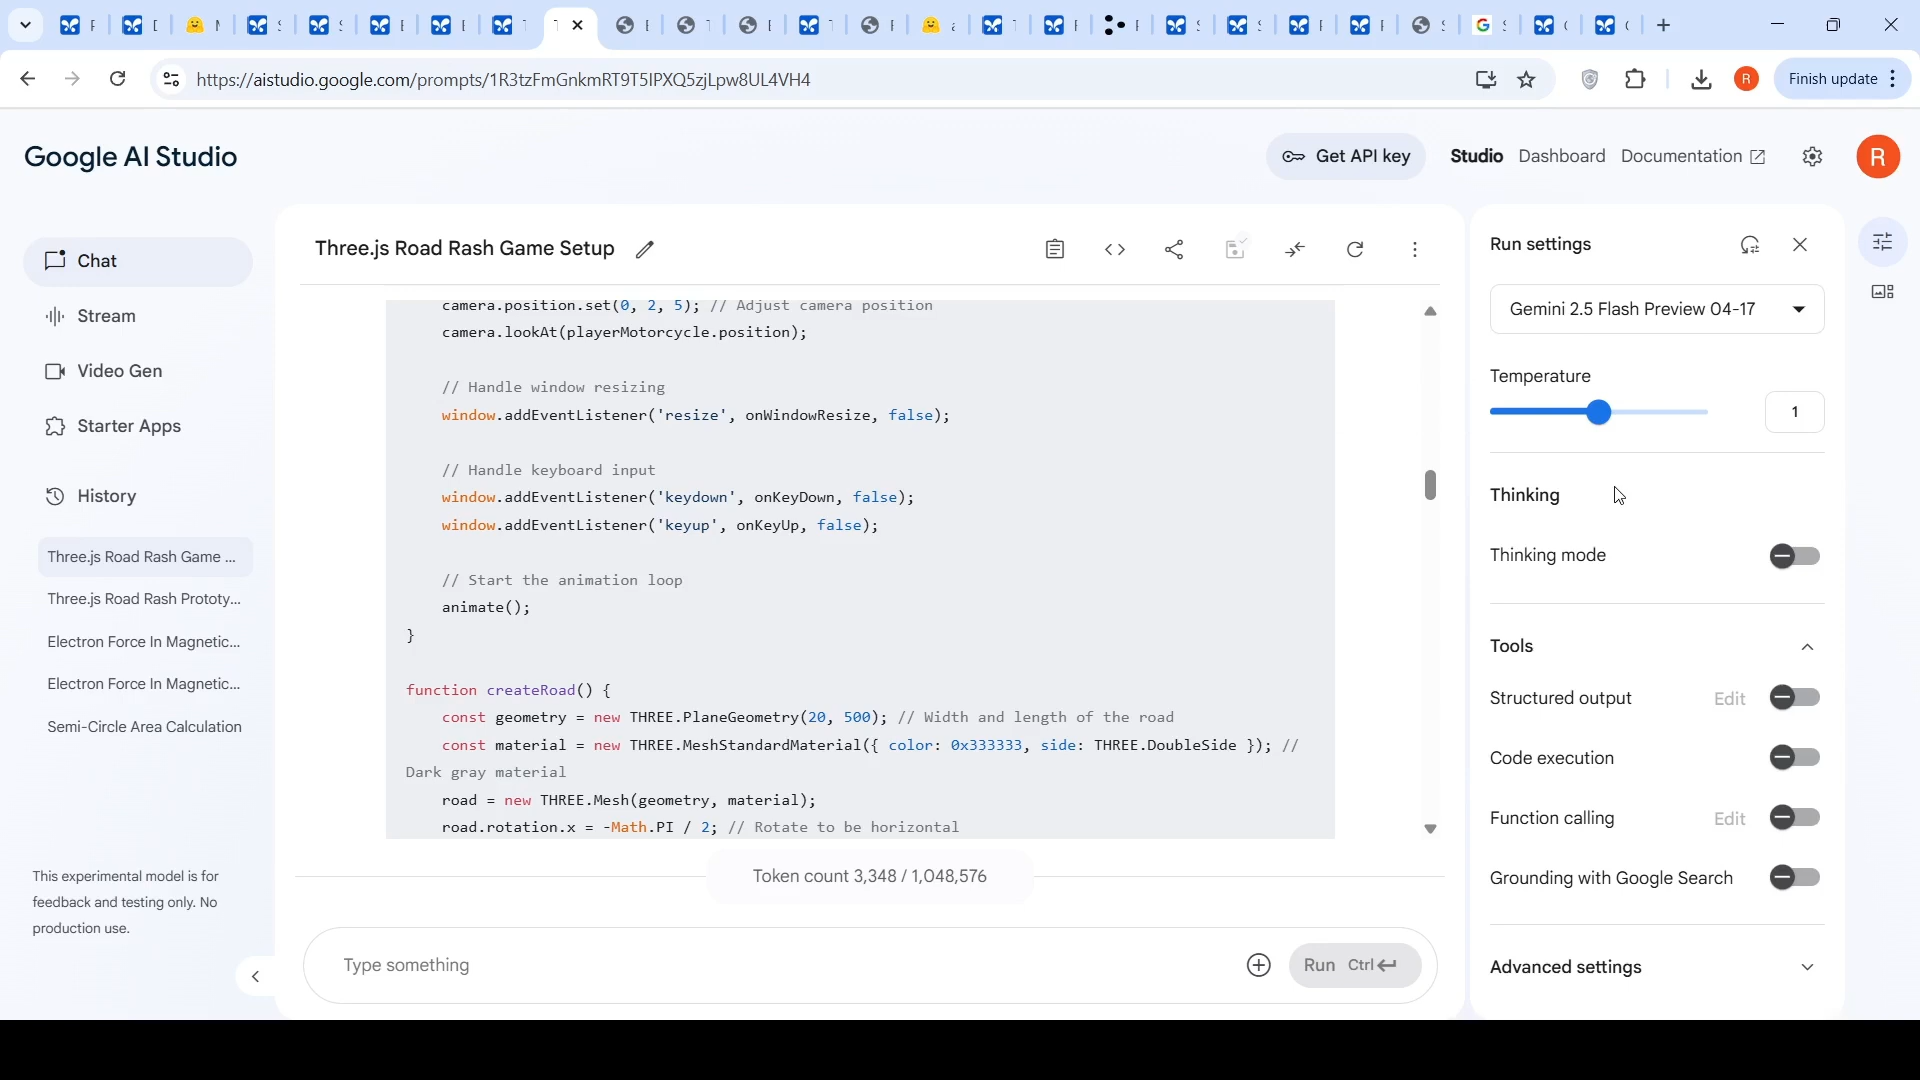 https://aistudio.google.com/prompts/1R3tzFmGnkmRT9T5IPXQ5zjLpw8UL4VH4
R
Finish update
Google AI Studio
Get API key
Studio
Dashboard
Documentation
R
Chat
Stream
Video Gen
Starter Apps
History
Three.js Road Rash Game ...
Three.js Road Rash Prototy...
Electron Force In Magnetic...
Electron Force In Magnetic...
Semi-Circle Area Calculation
This experimental model is for
feedback and testing only. No
production use.
Three.js Road Rash Game Setup
camera.position.set(0, 2, 5); // Adjust camera position
camera.lookAt(playerMotorcycle.position);
// Handle window resizing
window.addEventListener('resize', onWindowResize, false);
// Handle keyboard input
window.addEventListener('keydown', onKeyDown, false);
window.addEventListener('keyup', onKeyUp, false);
// Start the animation loop
animate();
}
function createRoad() {
const geometry = new THREE.PlaneGeometry(20, 500); // Width and length of the road
const material = new THREE.MeshStandardMaterial({ color: 0x333333, side: THREE.DoubleSide }); //
Dark gray material
road = new THREE.Mesh(geometry, material);
road.rotation.x = -Math.PI / 2; // Rotate to be horizontal
Token count 3,348 / 1,048,576
Type something
Run Ctrl
Run settings
Gemini 2.5 Flash Preview 04-17
Temperature
1
Thinking
Thinking mode
Tools
Structured output
Edit
Code execution
Function calling
Edit
Grounding with Google Search
Advanced settings